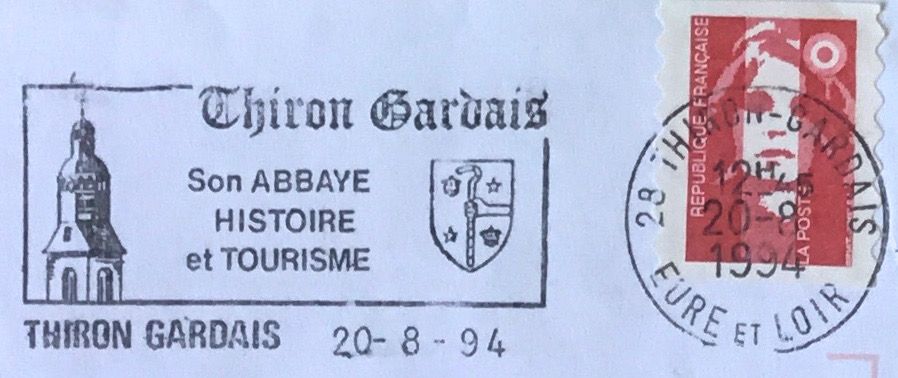 Thiron Gardais
Son ABBAYE
HISTOIRE
et TOURISME
THIRON GARDAIS 20-8-94
REPUBLIQUE FRANÇAISE
LA POSTE
28 THIRON-GARDAIS
12H45
20-8
1994
EURE ET LOIR